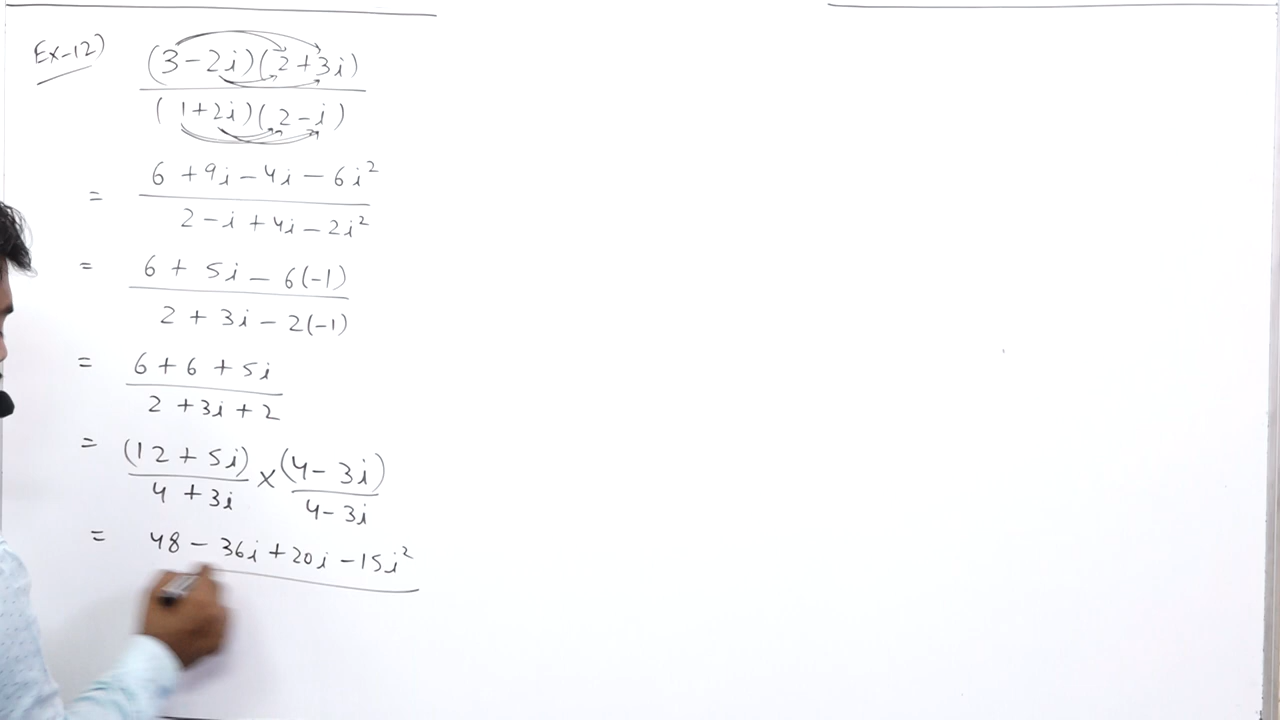 Ex-12)
(3-2i)(2+3i)
(1+2i)(2-i)
= 6 +9i-4i-6i²
2-i+4i-2i²
= 6 + 5i - 6(-1)
2 + 3i - 2(-1)
= 6+6+5i
2+3i+2
= (12+5i) × (4-3i)
4+3i 4-3i
= 48 - 36i + 20i - 15i²